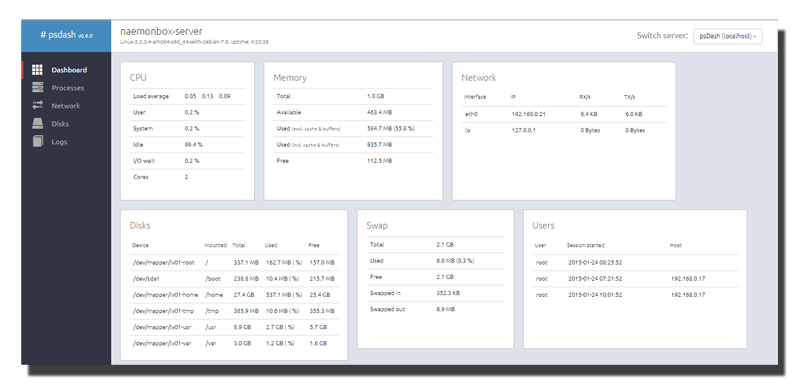 # psdash v0.6.0
naemonbox-server
Linux-3.2.0-4-amd64-x86_64-with-debian-7.8, uptime: 4:23:26
Switch server:
psDash (localhost)
Dashboard
Processes
Network
Disks
Logs
CPU
Load average 0.05 0.13 0.09
User 0.2 %
System 0.2 %
Idle 99.4 %
I/O wait 0.2 %
Cores 2
Memory
Total 1.0 GB
Available 463.4 MB
Used (excl. cache & buffers) 584.7 MB (55.8 %)
Used (incl. cache & buffers) 935.7 MB
Free 112.5 MB
Network
Interface IP RX/s TX/s
eth0 192.168.0.21 6.4 KB 6.0 KB
lo 127.0.0.1 0 Bytes 0 Bytes
Disks
Device Mounted Total Used Free
/dev/mapper/lv01-root / 337.1 MB 162.7 MB ( %) 157.0 MB
/dev/sda1 /boot 238.8 MB 10.4 MB ( %) 215.7 MB
/dev/mapper/lv01-home /home 27.4 GB 537.1 MB ( %) 25.4 GB
/dev/mapper/lv01-tmp /tmp 385.9 MB 10.6 MB ( %) 355.3 MB
/dev/mapper/lv01-usr /usr 8.9 GB 2.7 GB ( %) 5.7 GB
/dev/mapper/lv01-var /var 3.0 GB 1.2 GB ( %) 1.6 GB
Swap
Total 2.1 GB
Used 6.8 MB (0.3 %)
Free 2.1 GB
Swapped in 352.3 KB
Swapped out 6.9 MB
Users
User Session started Host
root 2015-01-24 08:25:52
root 2015-01-24 07:21:52 192.168.0.17
root 2015-01-24 10:01:52 192.168.0.17